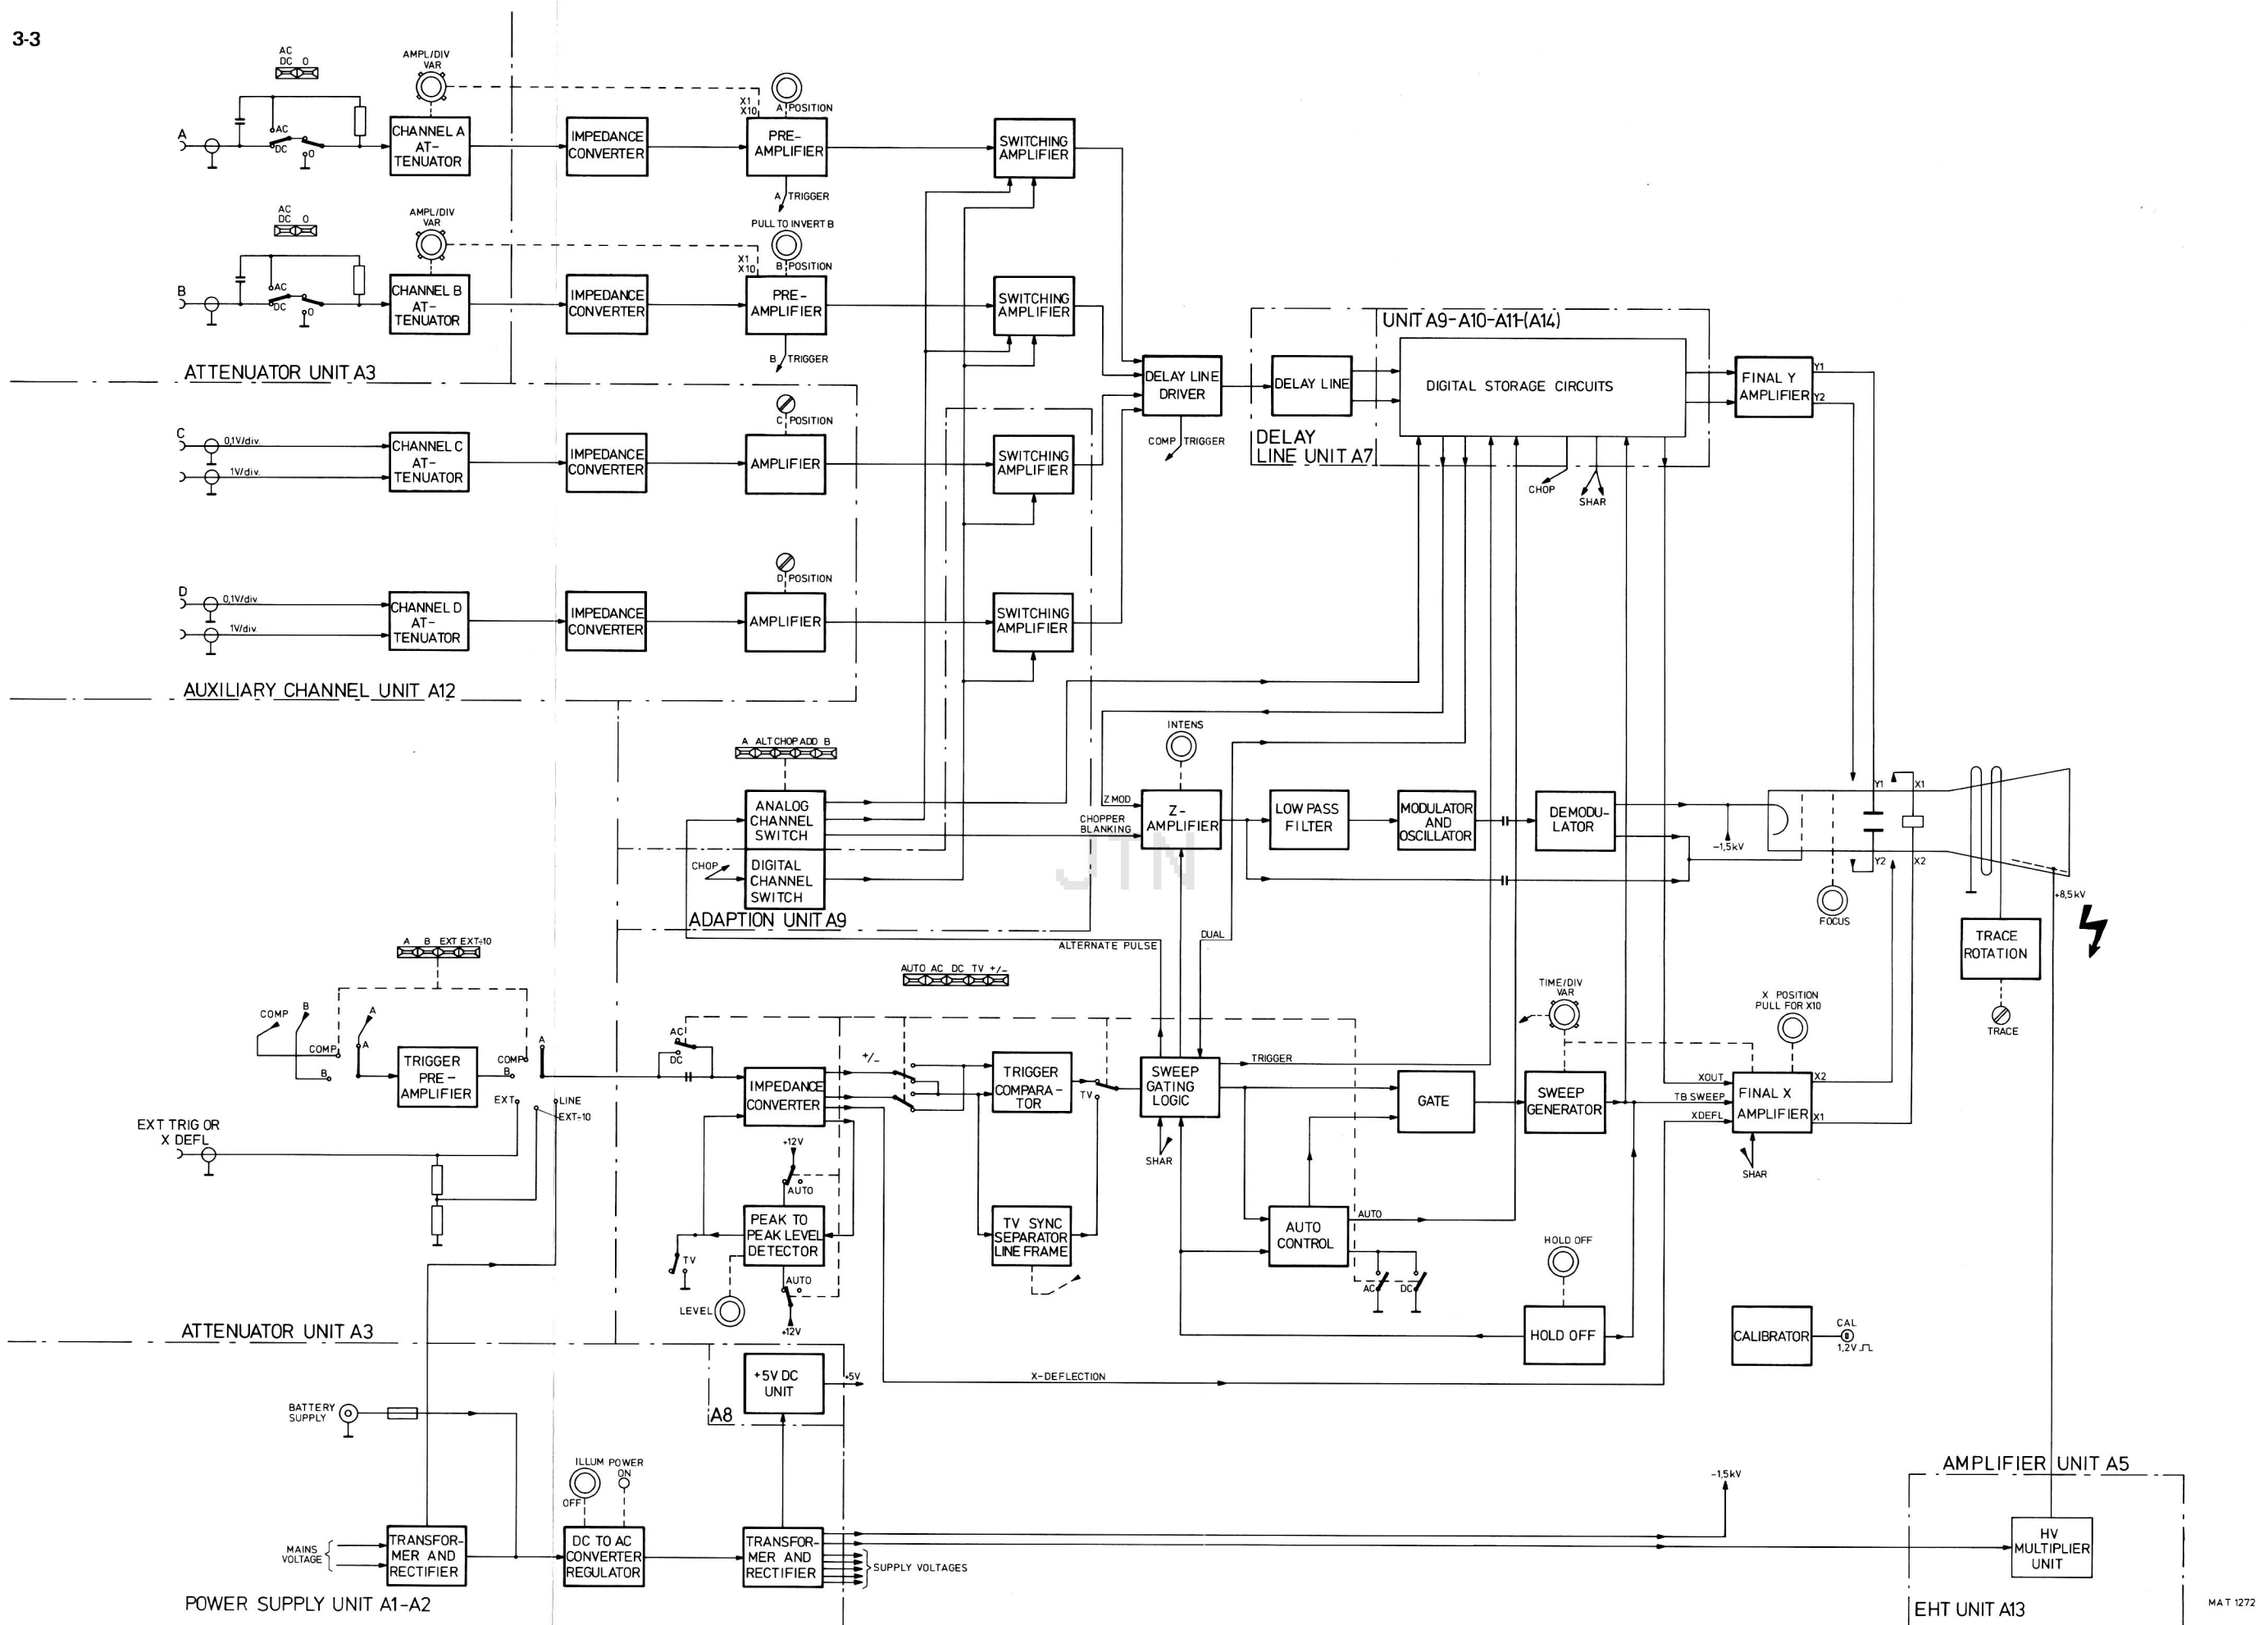 3-3
AC
DC O
AMPL/DIV
VAR
X1
X10
A POSITION
A
AC
DC
O
CHANNEL A
AT-
TENUATOR
IMPEDANCE
CONVERTER
PRE-
AMPLIFIER
SWITCHING
AMPLIFIER
A TRIGGER
AC
DC O
AMPL/DIV
VAR
PULL TO INVERT B
X1
X10
B POSITION
B
AC
DC
O
CHANNEL B
AT-
TENUATOR
IMPEDANCE
CONVERTER
PRE-
AMPLIFIER
SWITCHING
AMPLIFIER
B TRIGGER
ATTENUATOR UNIT A3
UNIT A9-A10-A11-(A14)
DELAY LINE
DRIVER
DELAY LINE
DIGITAL STORAGE CIRCUITS
FINAL Y
AMPLIFIER
Y1
Y2
COMP TRIGGER
DELAY
LINE UNIT A7
CHOP
SHAR
C POSITION
C
0,1V/div.
1V/div.
CHANNEL C
AT-
TENUATOR
IMPEDANCE
CONVERTER
AMPLIFIER
SWITCHING
AMPLIFIER
D POSITION
D
0,1V/div.
1V/div.
CHANNEL D
AT-
TENUATOR
IMPEDANCE
CONVERTER
AMPLIFIER
SWITCHING
AMPLIFIER
AUXILIARY CHANNEL UNIT A12
A ALT CHOP ADD B
ANALOG
CHANNEL
SWITCH
CHOP
DIGITAL
CHANNEL
SWITCH
ADAPTION UNIT A9
INTENS
Z MOD
CHOPPER
BLANKING
Z-
AMPLIFIER
LOW PASS
FILTER
MODULATOR
AND
OSCILLATOR
DEMODU-
LATOR
-1,5kV
Y1
X1
Y2
X2
+8,5kV
FOCUS
TRACE
ROTATION
TRACE
JTN
ALTERNATE PULSE
DUAL
A B EXT EXT÷10
AUTO AC DC TV +/-
COMP
B
A
COMP
B
A
TRIGGER
PRE-
AMPLIFIER
COMP
B
A
EXT
LINE
EXT÷10
EXT TRIG OR
X DEFL
AC
DC
IMPEDANCE
CONVERTER
+/-
TRIGGER
COMPARA-
TOR
TV
SWEEP
GATING
LOGIC
TRIGGER
SHAR
GATE
TIME/DIV
VAR
SWEEP
GENERATOR
X POSITION
PULL FOR X10
XOUT
TB SWEEP
XDEFL
FINAL X
AMPLIFIER
X2
X1
SHAR
+12V
AUTO
PEAK TO
PEAK LEVEL
DETECTOR
TV
AUTO
+12V
LEVEL
TV SYNC
SEPARATOR
LINE FRAME
AUTO
CONTROL
AUTO
AC
DC
HOLD OFF
HOLD OFF
CALIBRATOR
CAL
1,2V
ATTENUATOR UNIT A3
+5V DC
UNIT
+5V
A8
X-DEFLECTION
BATTERY
SUPPLY
ILLUM POWER
ON
OFF
MAINS
VOLTAGE
TRANSFOR-
MER AND
RECTIFIER
DC TO AC
CONVERTER
REGULATOR
TRANSFOR-
MER AND
RECTIFIER
SUPPLY VOLTAGES
-1,5kV
AMPLIFIER UNIT A5
HV
MULTIPLIER
UNIT
POWER SUPPLY UNIT A1-A2
EHT UNIT A13
MAT 1272